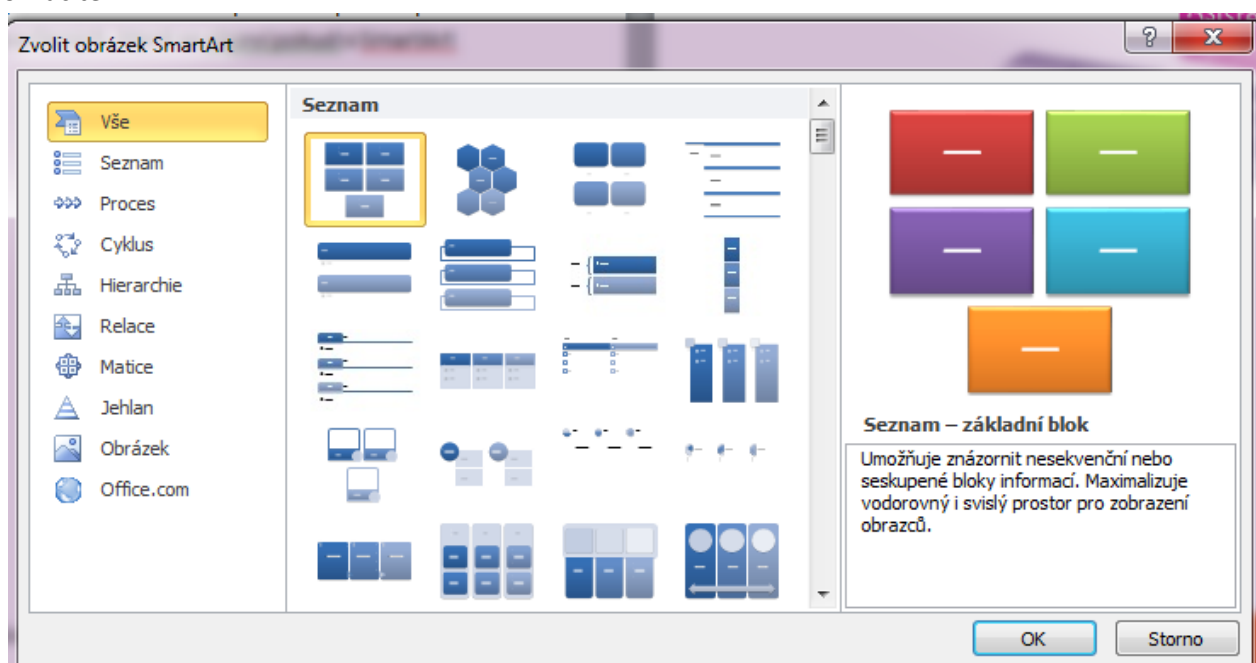 Zvolit obrázek SmartArt
Vše
Seznam
Proces
Cyklus
Hierarchie
Relace
Matice
Jehlan
Obrázek
Office.com
Seznam
Seznam – základní blok
Umožňuje znázornit nesekvenční nebo
seskupené bloky informací. Maximalizuje
vodorovný i svislý prostor pro zobrazení
obrazců.
OK
Storno